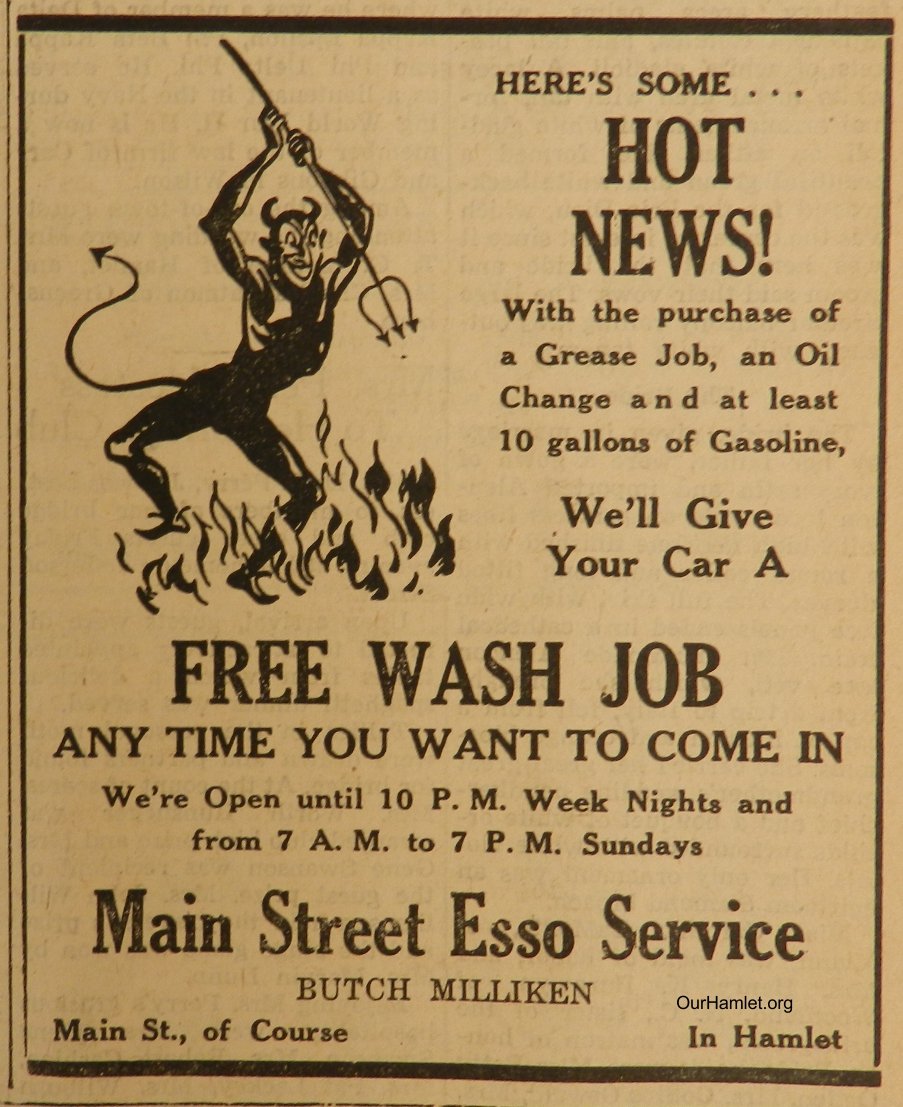 HERE'S SOME . . .
HOT
NEWS!
With the purchase of
a Grease Job, an Oil
Change and at least
10 gallons of Gasoline,
We'll Give
Your Car A
FREE WASH JOB
ANY TIME YOU WANT TO COME IN
We're Open until 10 P. M. Week Nights and
from 7 A. M. to 7 P. M. Sundays
Main Street Esso Service
BUTCH MILLIKEN
OurHamlet.org
Main St., of Course In Hamlet